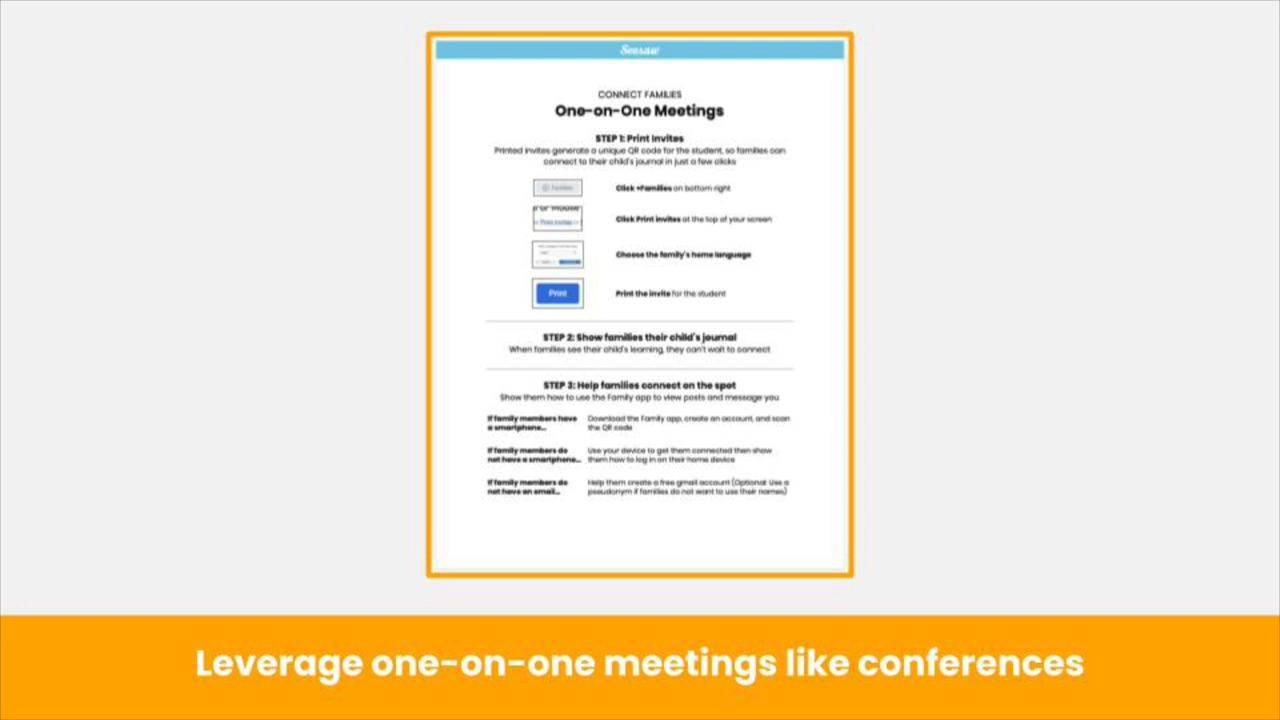 Seesaw
CONNECT FAMILIES
One-on-One Meetings
STEP 1: Print Invites
Printed invites generate a unique QR code for the student, so families can
connect to their child's journal in just a few clicks
Families
Click +Families on bottom right
Print invites
Click Print invites at the top of your screen
Choose the family's home language
Print
Print the invite for the student
STEP 2: Show families their child's journal
When families see their child's learning, they can't wait to connect
STEP 3: Help families connect on the spot
Show them how to use the Family app to view posts and message you
If family members have
a smartphone...
Download the Family app, create an account, and scan
the QR code
If family members do
not have a smartphone...
Use your device to get them connected then show
them how to log in on their home device
If family members do
not have an email...
Help them create a free gmail account (Optional: Use a
pseudonym if families do not want to use their names)
Leverage one-on-one meetings like conferences